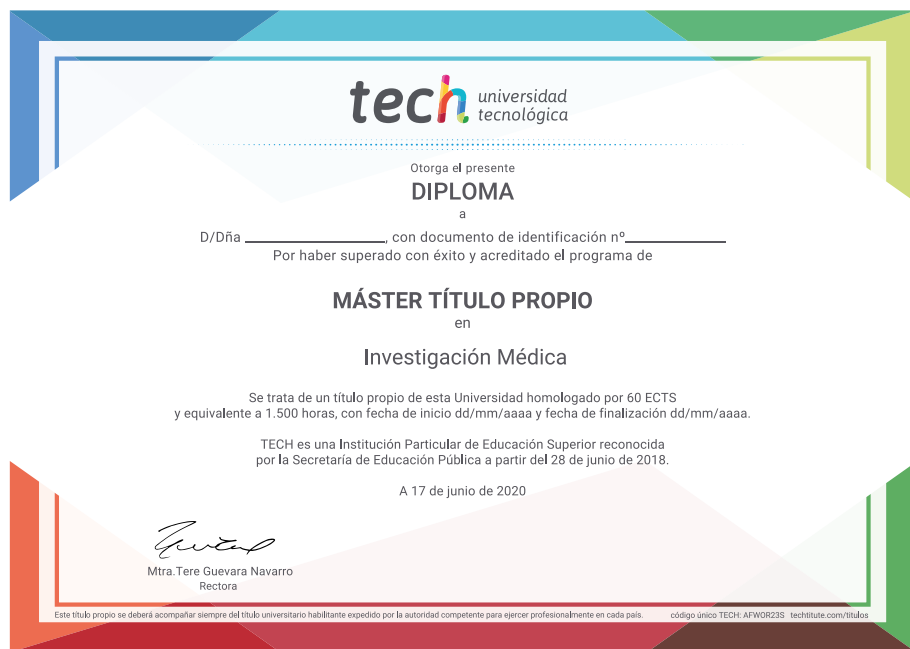 tech universidad
tecnológica
Otorga el presente
DIPLOMA
a
D/Dña ________________, con documento de identificación nº____________
Por haber superado con éxito y acreditado el programa de
MÁSTER TÍTULO PROPIO
en
Investigación Médica
Se trata de un título propio de esta Universidad homologado por 60 ECTS
y equivalente a 1.500 horas, con fecha de inicio dd/mm/aaaa y fecha de finalización dd/mm/aaaa.
TECH es una Institución Particular de Educación Superior reconocida
por la Secretaría de Educación Pública a partir del 28 de junio de 2018.
A 17 de junio de 2020
Mtra.Tere Guevara Navarro
Rectora
Este título propio se deberá acompañar siempre del título universitario habilitante expedido por la autoridad competente para ejercer profesionalmente en cada país. código único TECH: AFWOR23S techtitute.com/titulos